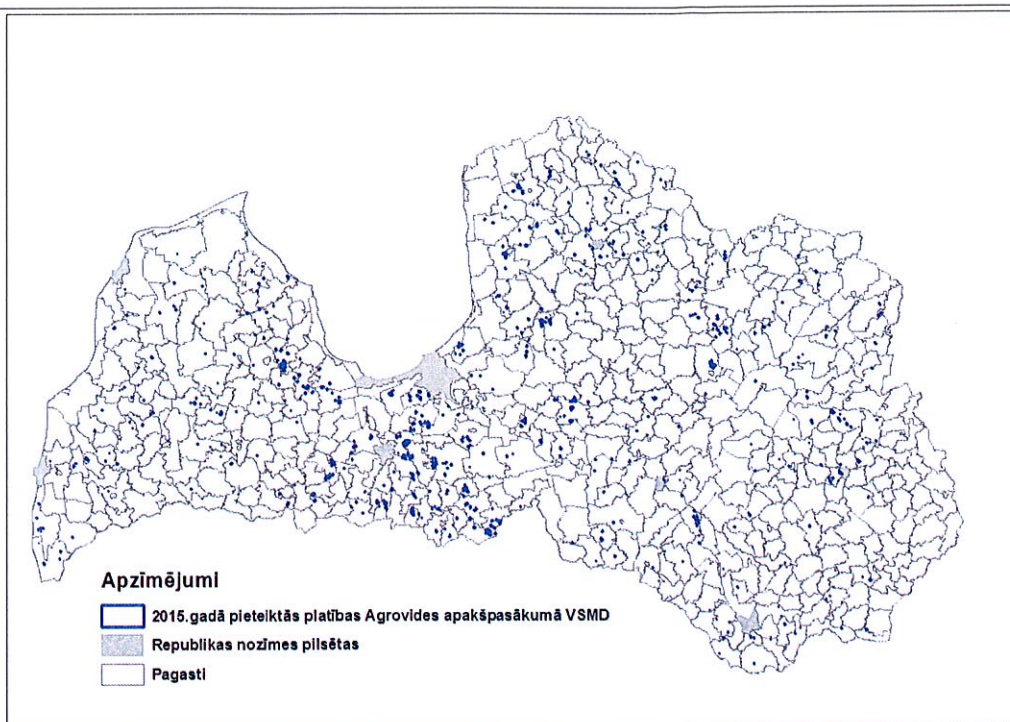 Apzīmējumi
2015.gadā pieteiktās platības Agrovides apakšpasākumā VSMD
Republikas nozīmes pilsētas
Pagasti